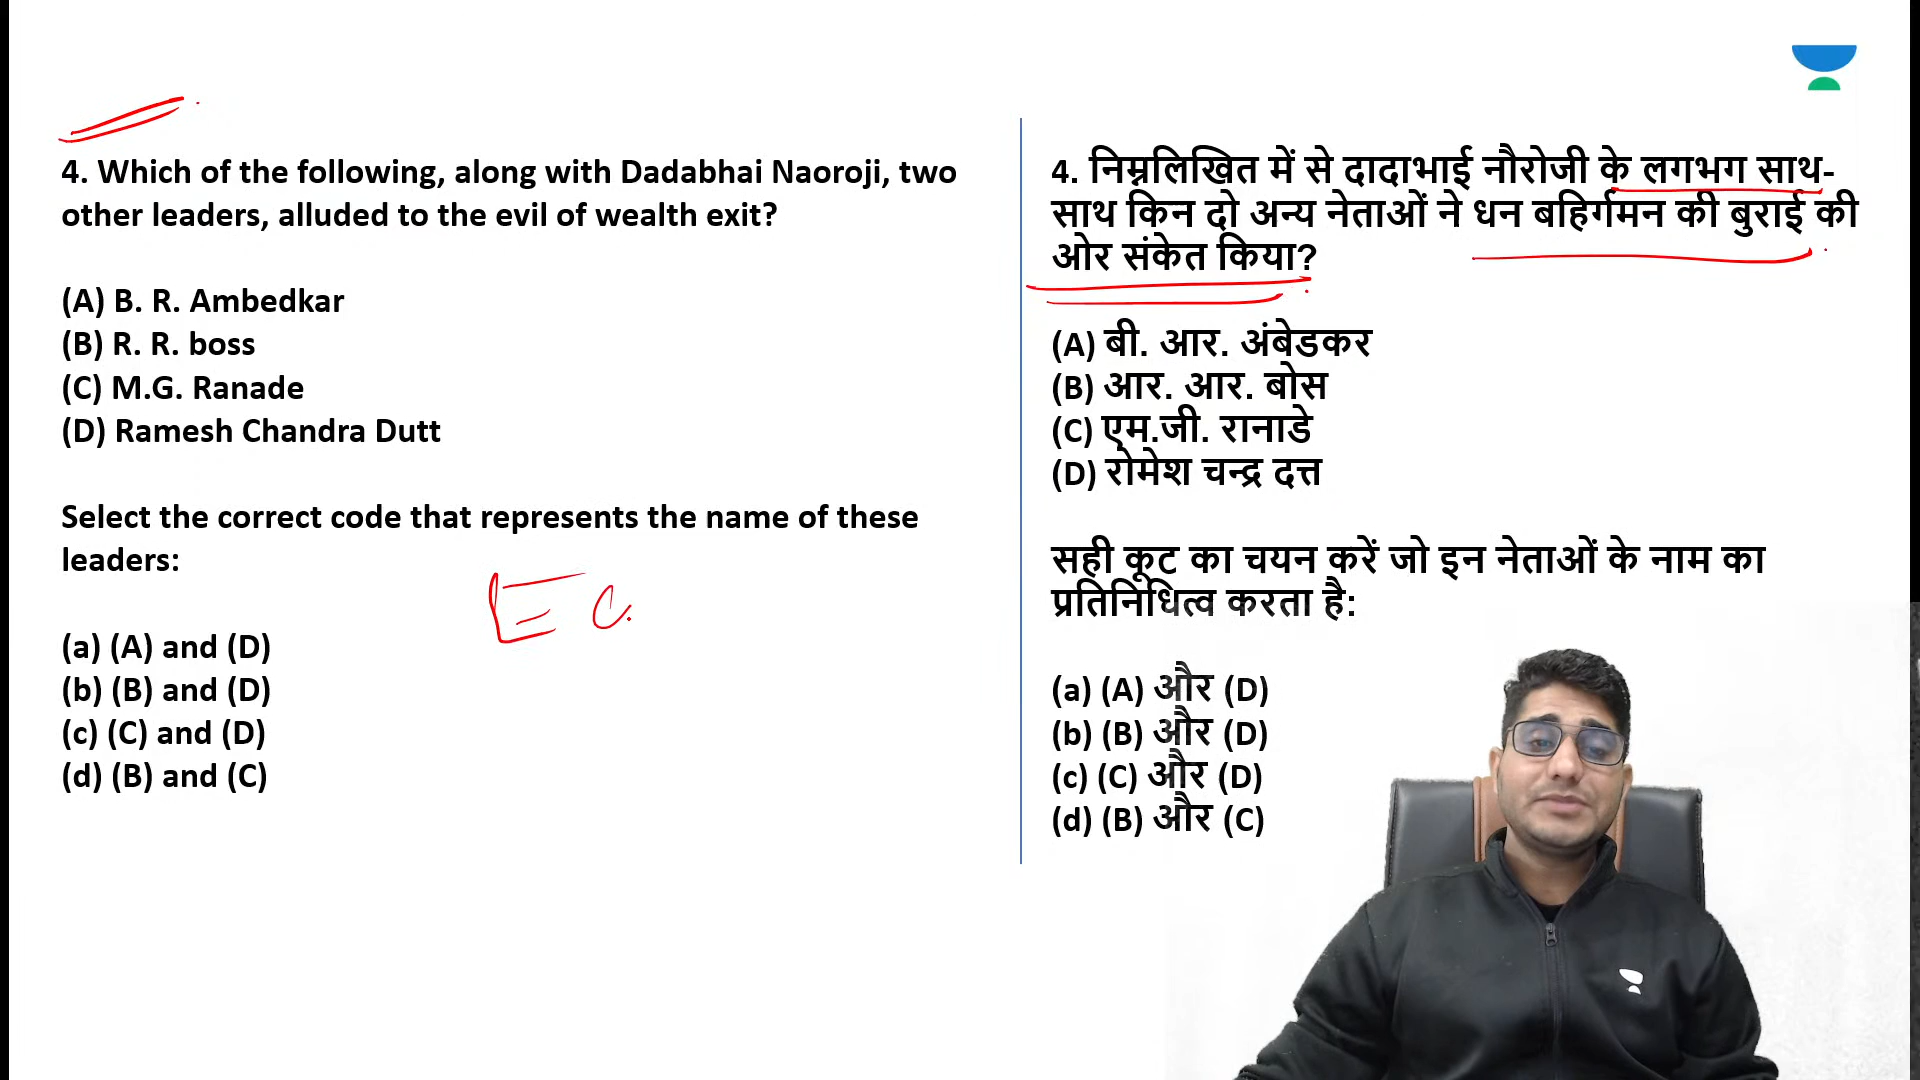 4. Which of the following, along with Dadabhai Naoroji, two
other leaders, alluded to the evil of wealth exit?
(A) B. R. Ambedkar
(B) R. R. boss
(C) M.G. Ranade
(D) Ramesh Chandra Dutt
Select the correct code that represents the name of these
leaders:
(a) (A) and (D)
(b) (B) and (D)
(c) (C) and (D)
(d) (B) and (C)
4. निम्नलिखित में से दादाभाई नौरोजी के लगभग साथ-
साथ किन दो अन्य नेताओं ने धन बहिर्गमन की बुराई की
ओर संकेत किया?
(A) बी. आर. अंबेडकर
(B) आर. आर. बोस
(C) एम.जी. रानाडे
(D) रोमेश चन्द्र दत्त
सही कूट का चयन करें जो इन नेताओं के नाम का
प्रतिनिधित्व करता है:
(a) (A) और (D)
(b) (B) और (D)
(c) (C) और (D)
(d) (B) और (C)